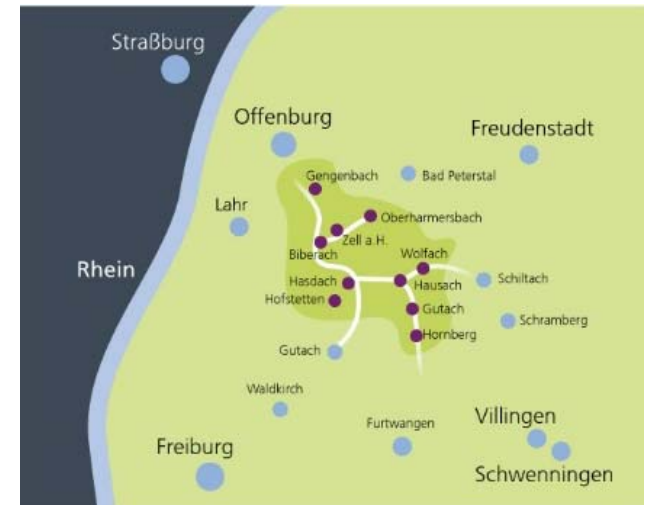 Straßburg
Offenburg
Freudenstadt
Gengenbach
Bad Peterstal
Lahr
Oberharmersbach
Zell a.H.
Biberach
Wolfach
Rhein
Hasdach
Hausach
Schiltach
Hofstetten
Gutach
Schramberg
Hornberg
Gutach
Waldkirch
Furtwangen
Villingen
Freiburg
Schwenningen